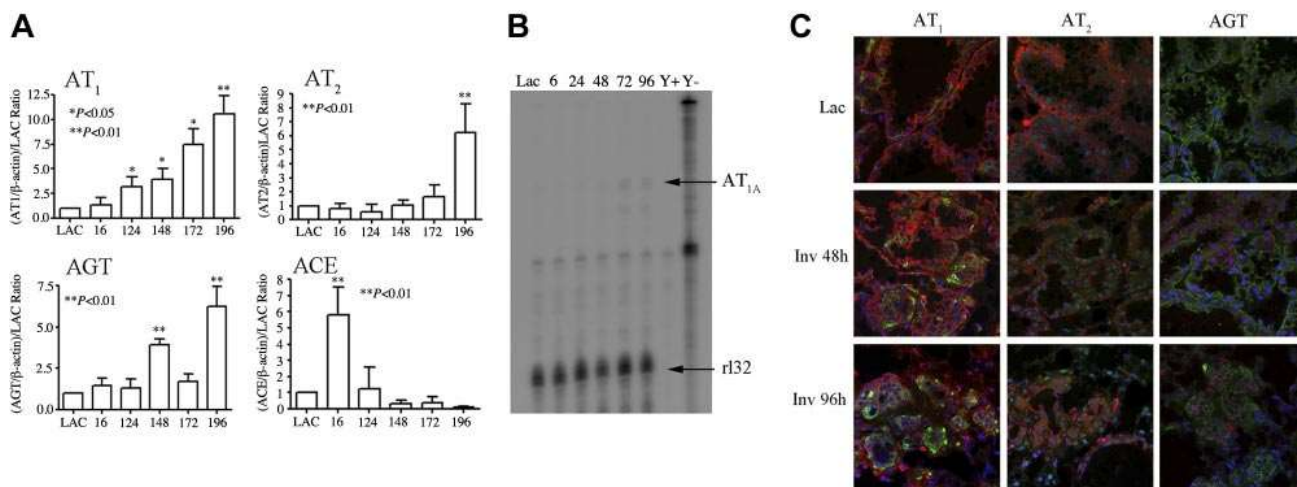 A
AT1
(AT1/β-actin)/LAC Ratio
12.5
10.0
7.5
5.0
2.5
0.0
*P<0.05
**P<0.01
*
*
*
**
LAC 16 124 148 172 196
AT2
(AT2/β-actin)LAC Ratio
9
8
7
6
5
4
3
2
1
0
**P<0.01
**
LAC 16 124 148 172 196
AGT
(AGT/β-actin)/LAC Ratio
7.5
5.0
2.5
0.0
**P<0.01
**
**
LAC 16 124 148 172 196
ACE
(ACE/β-actin)/LAC Ratio
8
7
6
5
4
3
2
1
0
**
**P<0.01
LAC 16 124 148 172 196
B
Lac 6 24 48 72 96 Y+ Y-
AT1A
rl32
C
AT1 AT2 AGT
Lac
Inv 48h
Inv 96h